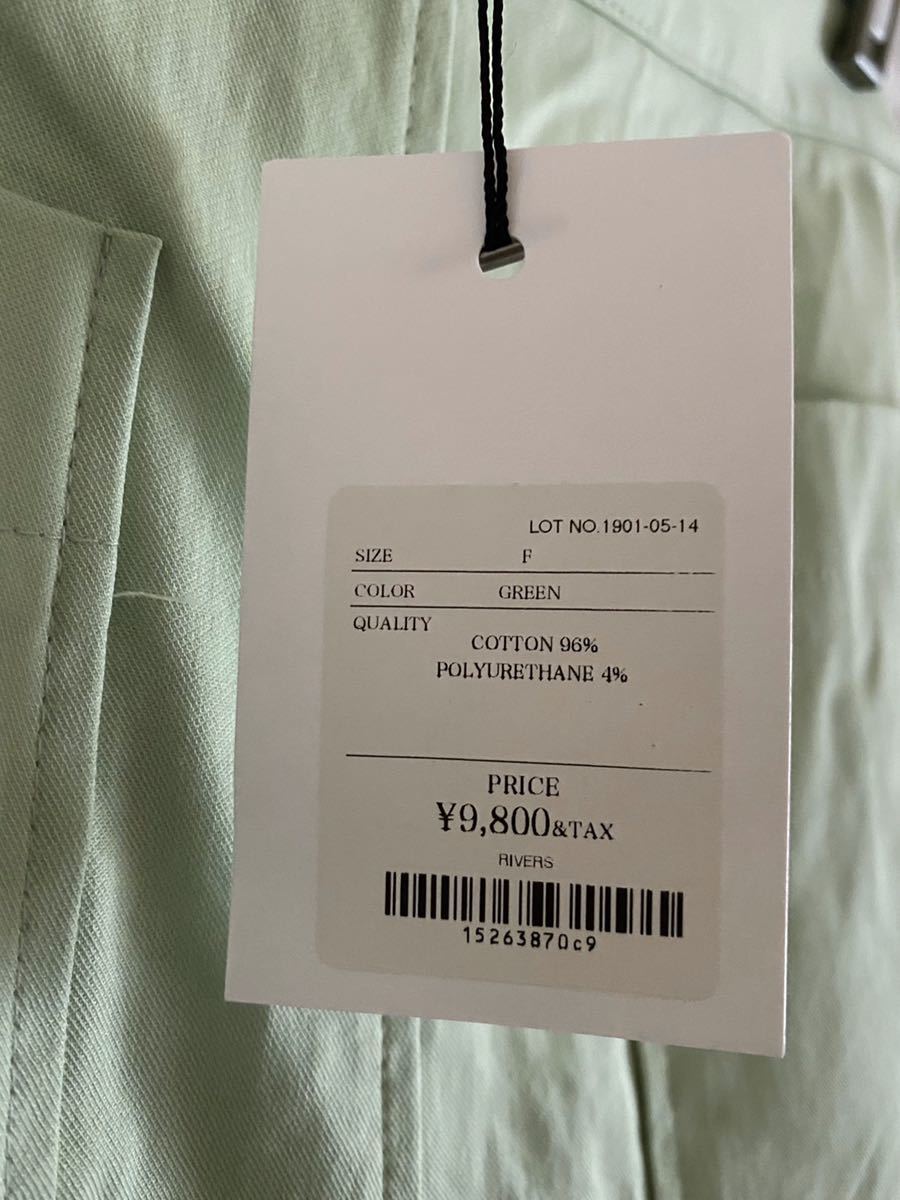 LOT NO.1901-05-14
SIZE F
COLOR GREEN
QUALITY
COTTON 96%
POLYURETHANE 4%
PRICE
¥9,800&TAX
RIVERS
15263870c9